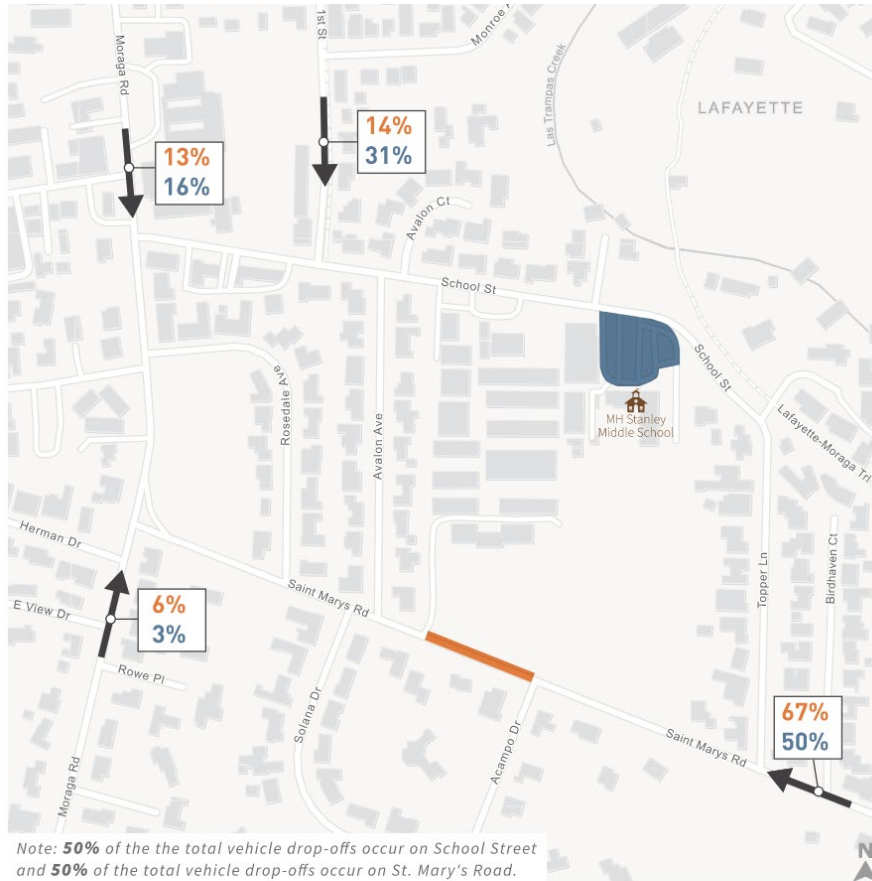 Moraga Rd
1st St
Monroe A
Las Trampas Creek
LAFAYETTE
13%
16%
14%
31%
Avalon Ct
School St
School St
Rosedale Ave
Avalon Ave
MH Stanley
Middle School
Lafayette-Moraga Trl
Herman Dr
Saint Marys Rd
Topper Ln
Birdhaven Ct
E View Dr
6%
3%
Rowe Pl
Solana Dr
Acampo Dr
Saint Marys Rd
67%
50%
Moraga Rd
Note: 50% of the the total vehicle drop-offs occur on School Street
and 50% of the total vehicle drop-offs occur on St. Mary's Road.
N